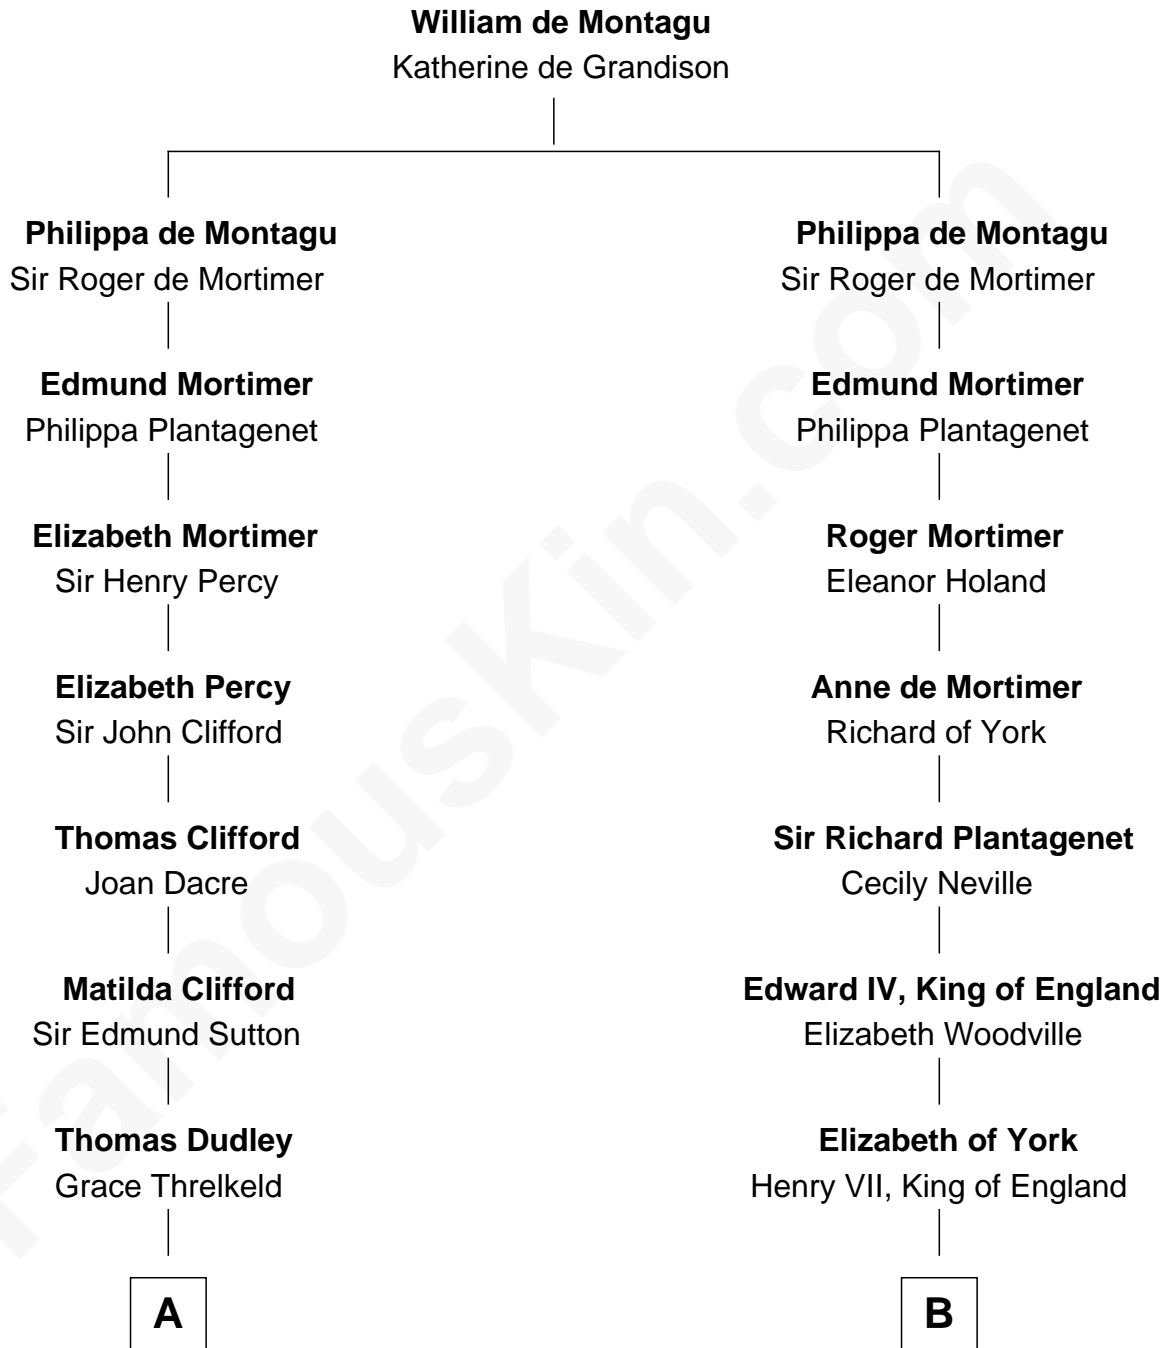 William de Montagu
Katherine de Grandison
Philippa de Montagu
Sir Roger de Mortimer
Philippa de Montagu
Sir Roger de Mortimer
Edmund Mortimer
Philippa Plantagenet
Edmund Mortimer
Philippa Plantagenet
Elizabeth Mortimer
Sir Henry Percy
Roger Mortimer
Eleanor Holand
Elizabeth Percy
Sir John Clifford
Anne de Mortimer
Richard of York
Thomas Clifford
Joan Dacre
Sir Richard Plantagenet
Cecily Neville
Matilda Clifford
Sir Edmund Sutton
Edward IV, King of England
Elizabeth Woodville
Thomas Dudley
Grace Threlkeld
Elizabeth of York
Henry VII, King of England
A
B
FamousKin.com